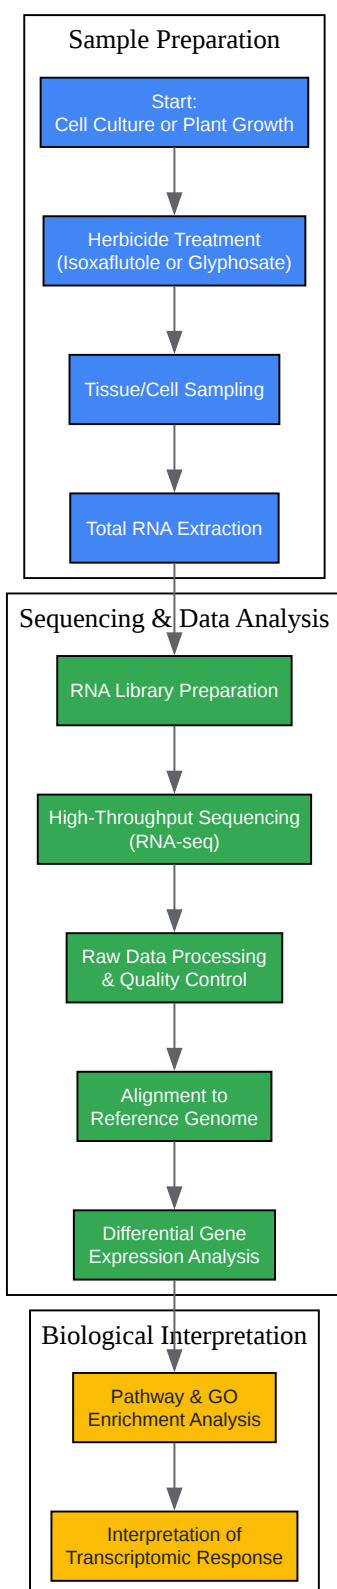 Sample Preparation
Start:
Cell Culture or Plant Growth
Herbicide Treatment
(Isoxaflutole or Glyphosate)
Tissue/Cell Sampling
Total RNA Extraction
Sequencing & Data Analysis
RNA Library Preparation
High-Throughput Sequencing
(RNA-seq)
Raw Data Processing
& Quality Control
Alignment to
Reference Genome
Differential Gene
Expression Analysis
Biological Interpretation
Pathway & GO
Enrichment Analysis
Interpretation of
Transcriptomic Response